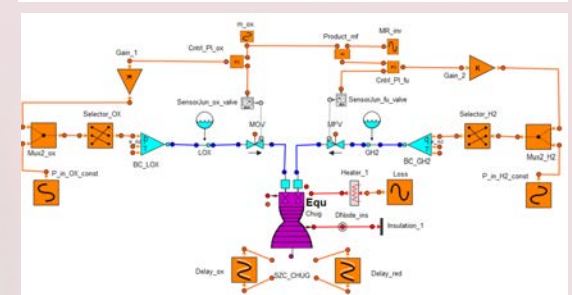 m_ox
MR_inv
Product_mf
Gain_1
Cntrl_PI_ox
Cntrl_PI_fu
Gain_2
SensorJun_ox_valve
SensorJun_fu_valve
Selector_OX
MOV
MFV
Selector_H2
Mus2_ox
BC_LOX
LOX
GH2
BC_GH2
Mux2_H2
P_in_OX_const
P_in_H2_const
Heater_1
Loss
Equ
Chug
DNode_ins
Insulation_1
Delay_ox
SZC_CHUG
Delay_red